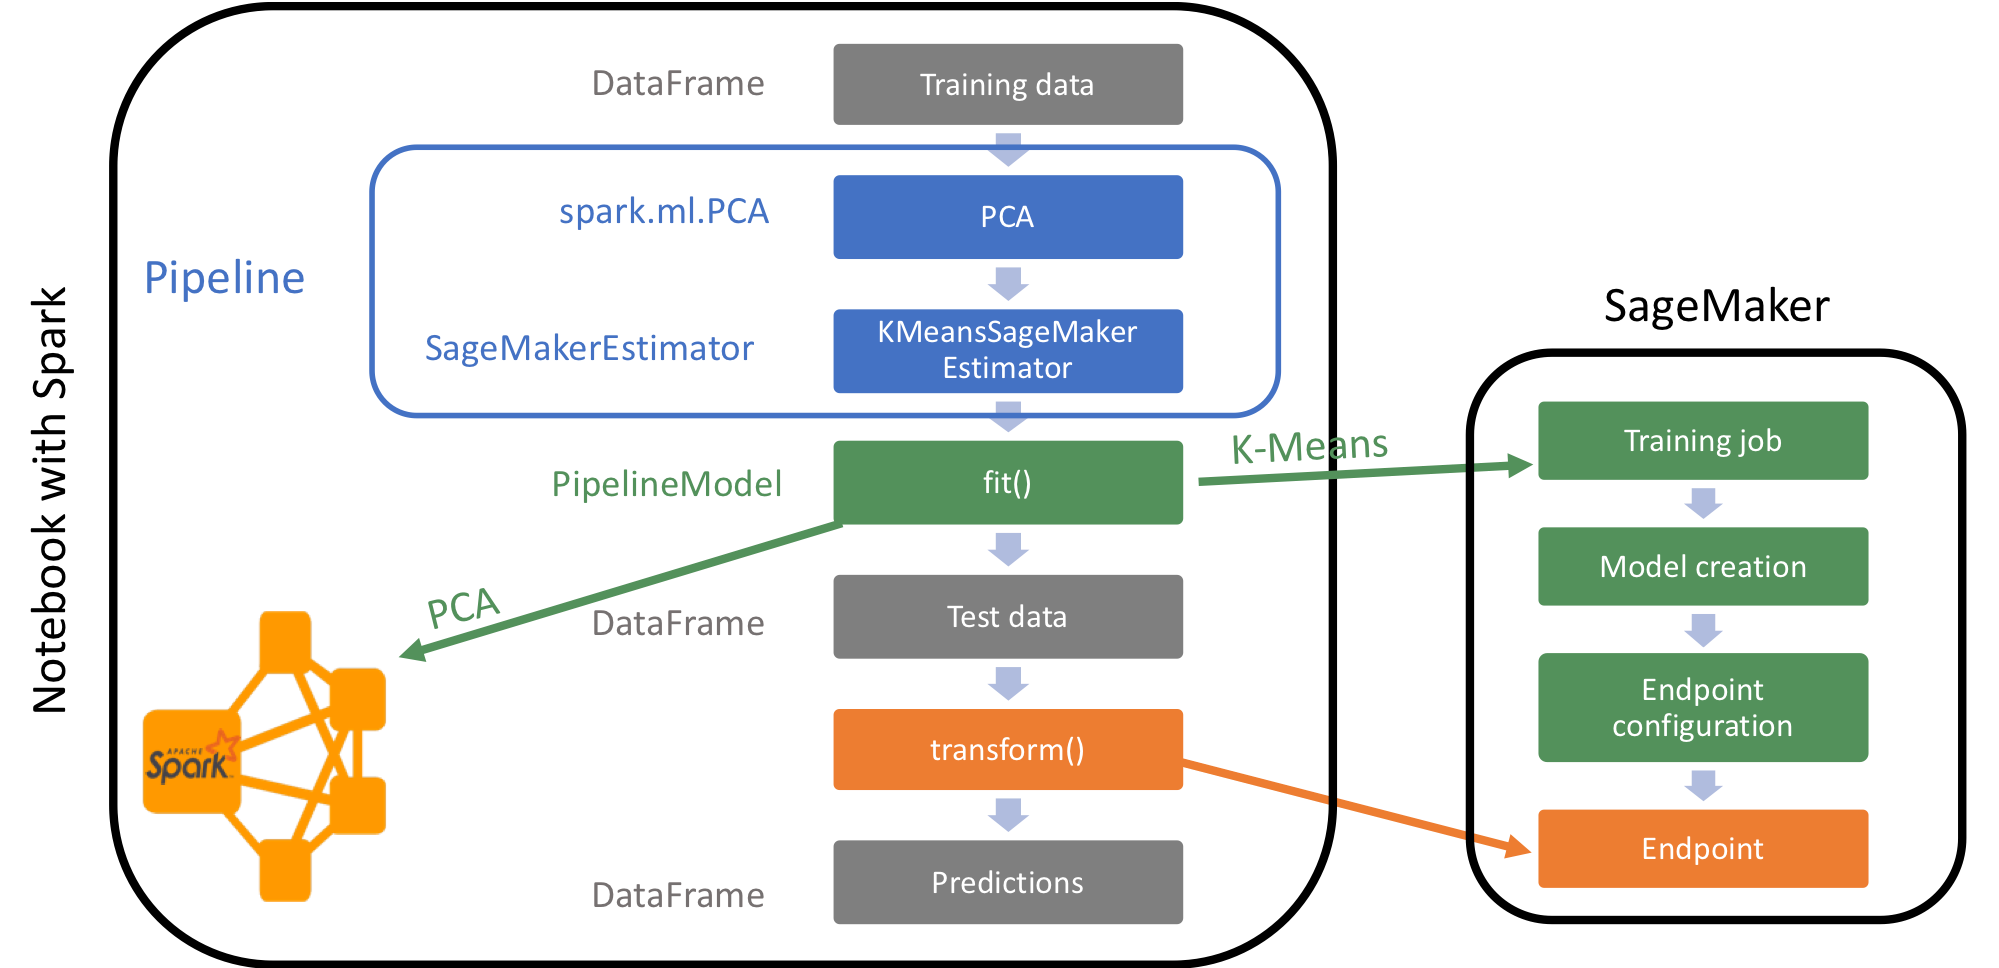 Notebook with Spark
DataFrame
Training data
Pipeline
spark.ml.PCA
PCA
SageMakerEstimator
KMeansSageMaker
Estimator
PipelineModel
fit()
K-Means
PCA
DataFrame
Test data
transform()
DataFrame
Predictions
APACHE
Spark
SageMaker
Training job
Model creation
Endpoint
configuration
Endpoint